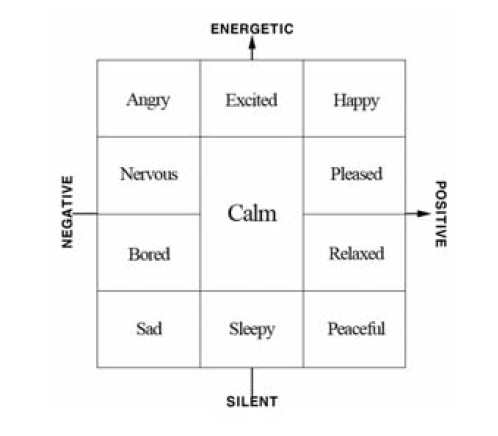 ENERGETIC
Angry
Excited
Happy
Nervous
Pleased
NEGATIVE
Calm
POSITIVE
Bored
Relaxed
Sad
Sleepy
Peaceful
SILENT